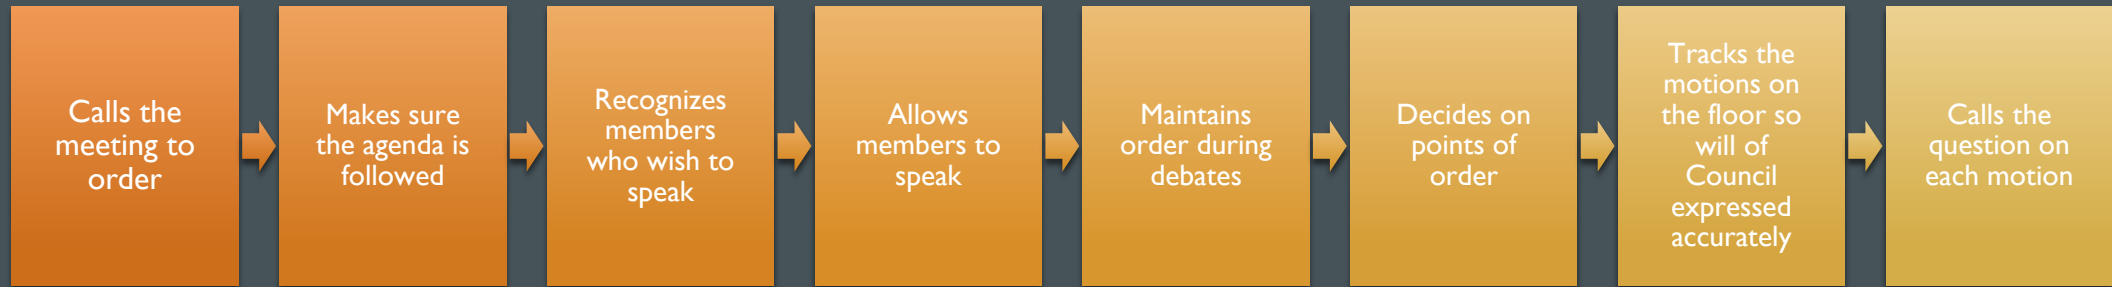 Calls the
meeting to
order
Makes sure
the agenda is
followed
Recognizes
members
who wish to
speak
Allows
members to
speak
Maintains
order during
debates
Decides on
points of
order
Tracks the
motions on
the floor so
will of
Council
expressed
accurately
Calls the
question on
each motion